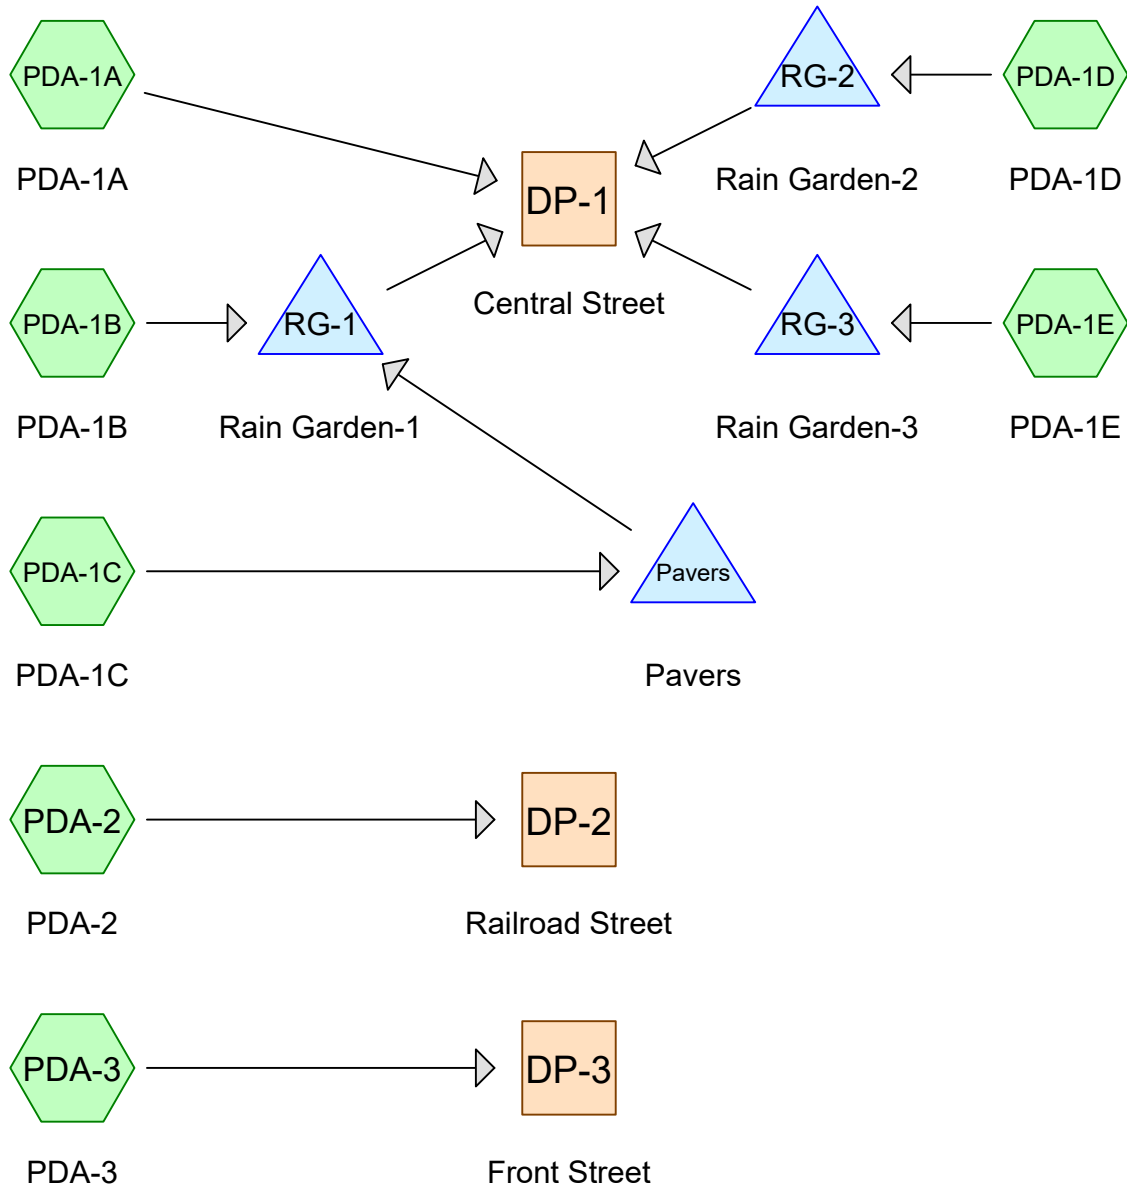 PDA-1A
RG-2
PDA-1D
PDA-1A
DP-1
Rain Garden-2
PDA-1D
Central Street
PDA-1B
RG-1
RG-3
PDA-1E
PDA-1B
Rain Garden-1
Rain Garden-3
PDA-1E
PDA-1C
Pavers
PDA-1C
Pavers
PDA-2
DP-2
PDA-2
Railroad Street
PDA-3
DP-3
PDA-3
Front Street